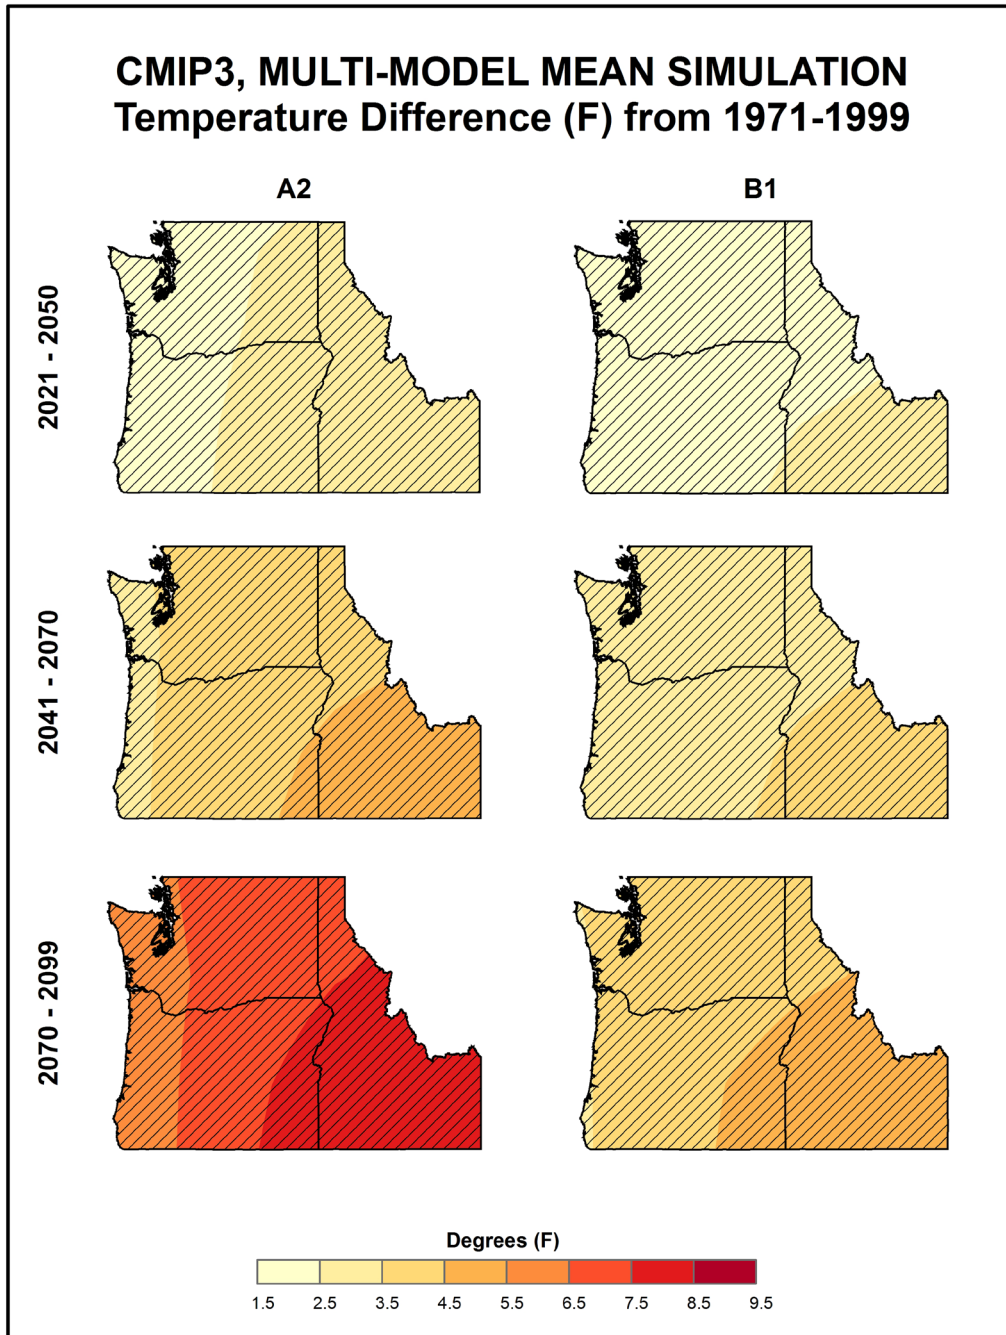 CMIP3, MULTI-MODEL MEAN SIMULATION
Temperature Difference (F) from 1971-1999
A2
B1
2021 - 2050
2041 - 2070
2070 - 2099
Degrees (F)
1.5 2.5 3.5 4.5 5.5 6.5 7.5 8.5 9.5